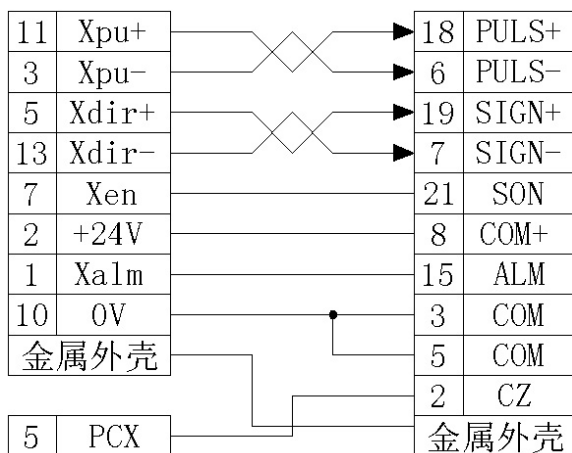 11 Xpu+ 18 PULS+
3 Xpu- 6 PULS-
5 Xdir+ 19 SIGN+
13 Xdir- 7 SIGN-
7 Xen 21 SON
2 +24V 8 COM+
1 Xalm 15 ALM
10 0V 3 COM
金属外壳 5 COM
2 CZ
5 PCX 金属外壳